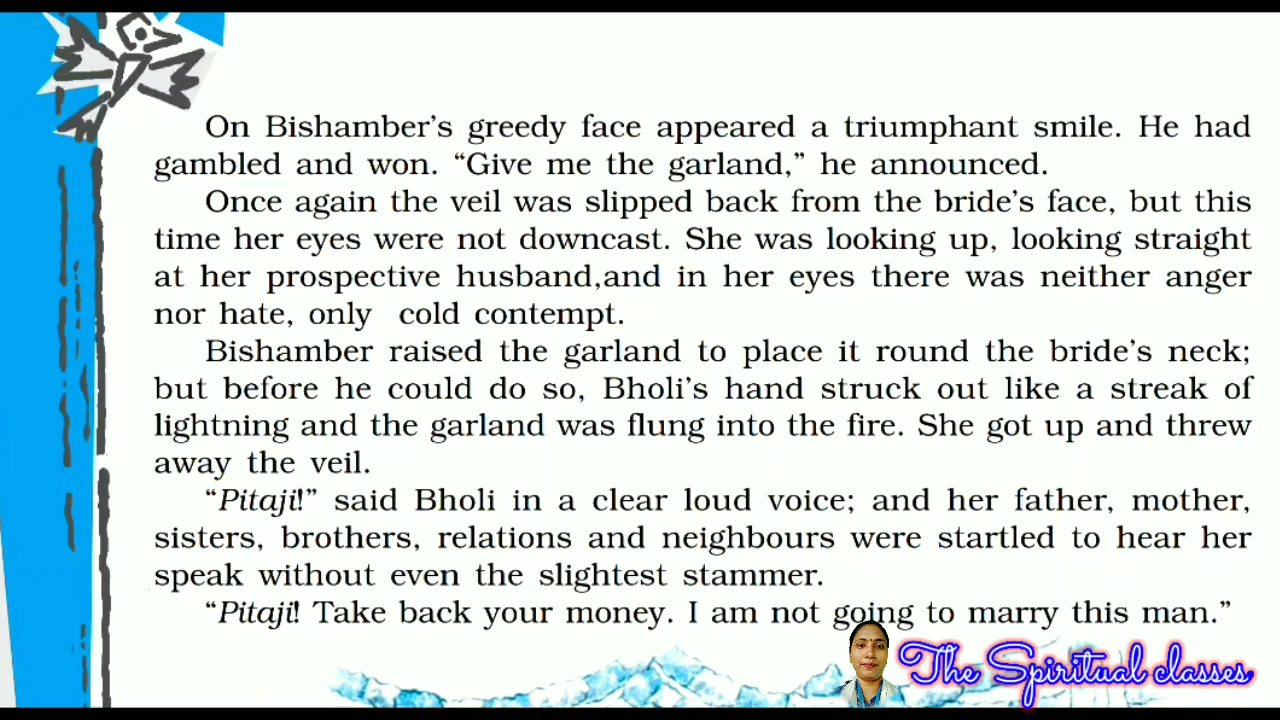 On Bishamber’s greedy face appeared a triumphant smile. He had
gambled and won. “Give me the garland,” he announced.
Once again the veil was slipped back from the bride’s face, but this
time her eyes were not downcast. She was looking up, looking straight
at her prospective husband,and in her eyes there was neither anger
nor hate, only cold contempt.
Bishamber raised the garland to place it round the bride’s neck;
but before he could do so, Bholi’s hand struck out like a streak of
lightning and the garland was flung into the fire. She got up and threw
away the veil.
“Pitaji!” said Bholi in a clear loud voice; and her father, mother,
sisters, brothers, relations and neighbours were startled to hear her
speak without even the slightest stammer.
“Pitaji! Take back your money. I am not going to marry this man.”
The Spiritual classes